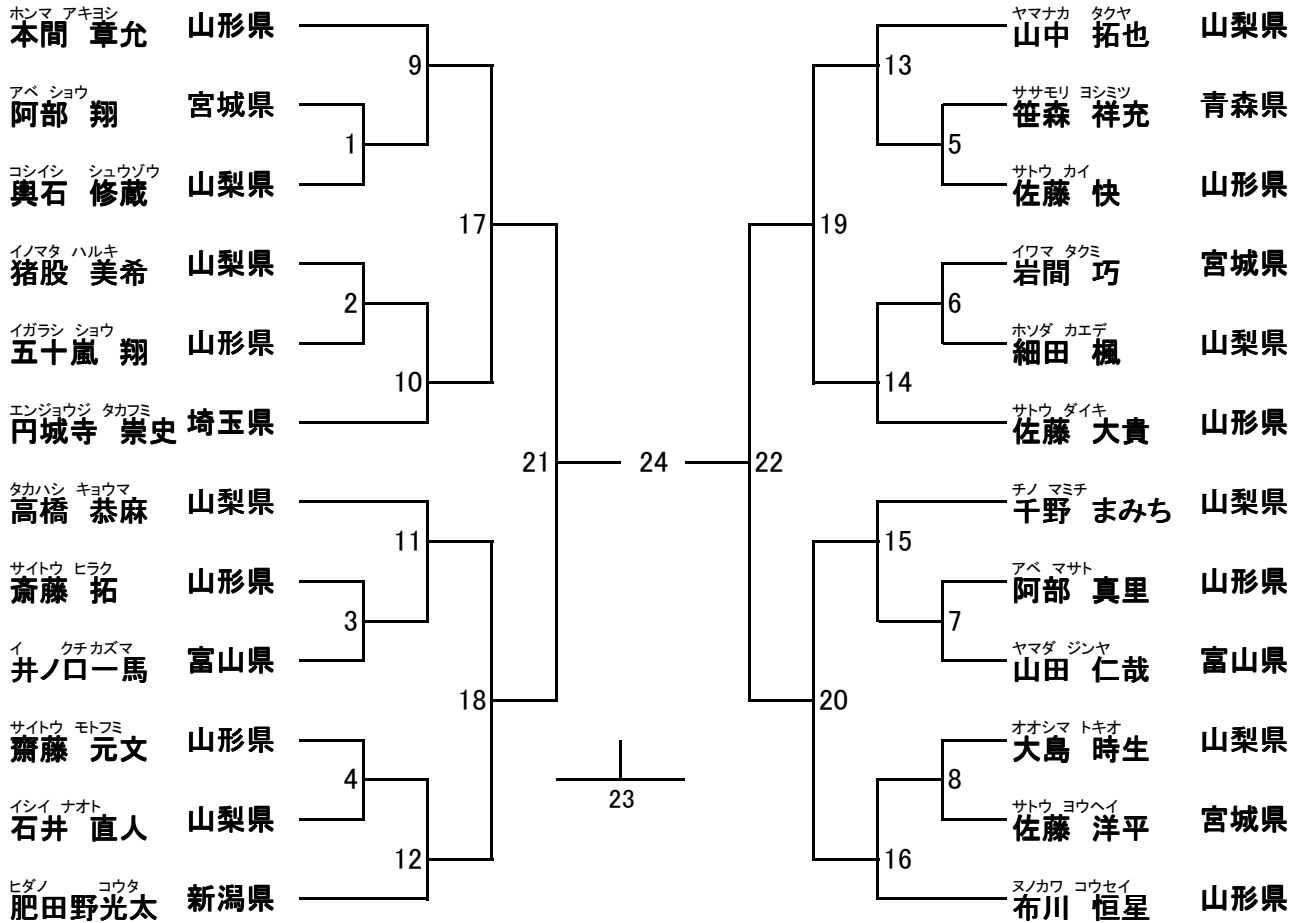 ホンマ アキヨシ
本間 章允 山形県
9
アベ ショウ
阿部 翔 宮城県
1
コシイシ シュウゾウ
輿石 修蔵 山梨県
17
イノマタ ハルキ
猪股 美希 山梨県
2
イガラシ ショウ
五十嵐 翔 山形県
10
エンジョウジ タカフミ
円城寺 崇史 埼玉県
21
タカハシ キョウマ
高橋 恭麻 山梨県
11
サイトウ ヒラク
斎藤 拓 山形県
3
イ クチカズマ
井ノ口一馬 富山県
18
サイトウ モトフミ
齋藤 元文 山形県
4
イシイ ナオト
石井 直人 山梨県
12
ヒダノ コウタ
肥田野光太 新潟県
24
23
ヤマナカ タクヤ
山中 拓也 山梨県
13
ササモリ ヨシミツ
笹森 祥充 青森県
5
サトウ カイ
佐藤 快 山形県
19
イワマ タクミ
岩間 巧 宮城県
6
ホソダ カエデ
細田 楓 山梨県
14
サトウ ダイキ
佐藤 大貴 山形県
22
チノ マミチ
千野 まみち 山梨県
15
アベ マサト
阿部 真里 山形県
7
ヤマダ ジンヤ
山田 仁哉 富山県
20
オオシマ トキオ
大島 時生 山梨県
8
サトウ ヨウヘイ
佐藤 洋平 宮城県
16
ヌノカワ コウセイ
布川 恒星 山形県